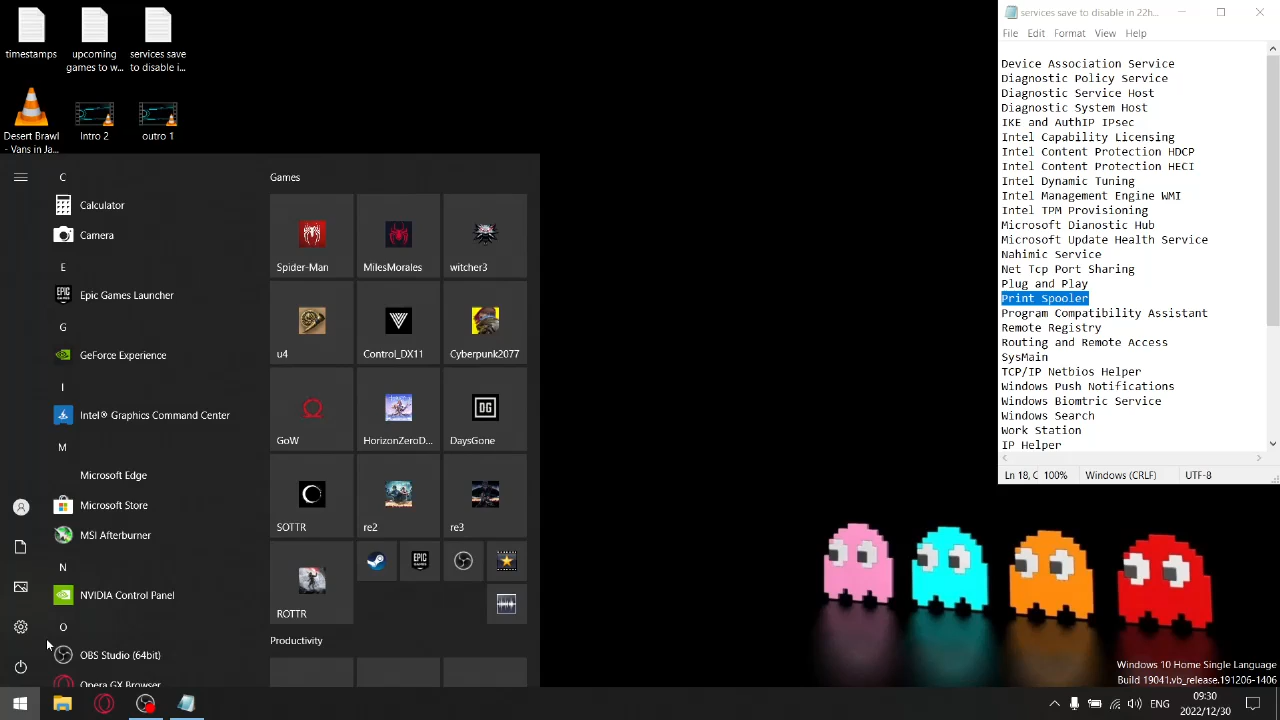 timestamps
upcoming
games to w...
services save
to disable i...
Desert Brawl
- Vans in Ja...
Intro 2
outro 1
C
Calculator
Camera
E
Epic Games Launcher
G
GeForce Experience
I
Intel® Graphics Command Center
M
Microsoft Edge
Microsoft Store
MSI Afterburner
N
NVIDIA Control Panel
O
OBS Studio (64bit)
Opera GX Browser
Games
Spider-Man
MilesMorales
witcher3
u4
Control_DX11
Cyberpunk2077
GoW
HorizonZeroD...
DG
DaysGone
SOTTR
re2
re3
EPIC
GAMES
ROTTR
Productivity
services save to disable in 22h...
File Edit Format View Help
Device Association Service
Diagnostic Policy Service
Diagnostic Service Host
Diagnostic System Host
IKE and AuthIP IPsec
Intel Capability Licensing
Intel Content Protection HDCP
Intel Content Protection HECI
Intel Dynamic Tuning
Intel Management Engine WMI
Intel TPM Provisioning
Microsoft Dianostic Hub
Microsoft Update Health Service
Nahimic Service
Net Tcp Port Sharing
Plug and Play
Print Spooler
Program Compatibility Assistant
Remote Registry
Routing and Remote Access
SysMain
TCP/IP Netbios Helper
Windows Push Notifications
Windows Biomtric Service
Windows Search
Work Station
IP Helper
Ln 18, C 100% Windows (CRLF) UTF-8
Windows 10 Home Single Language
Build 19041.vb_release.191206-1406
ENG
09:30
2022/12/30